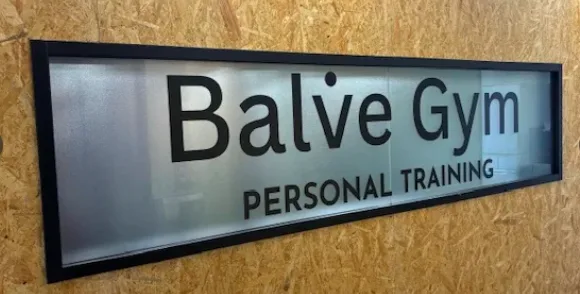 Balve Gym
PERSONAL TRAINING